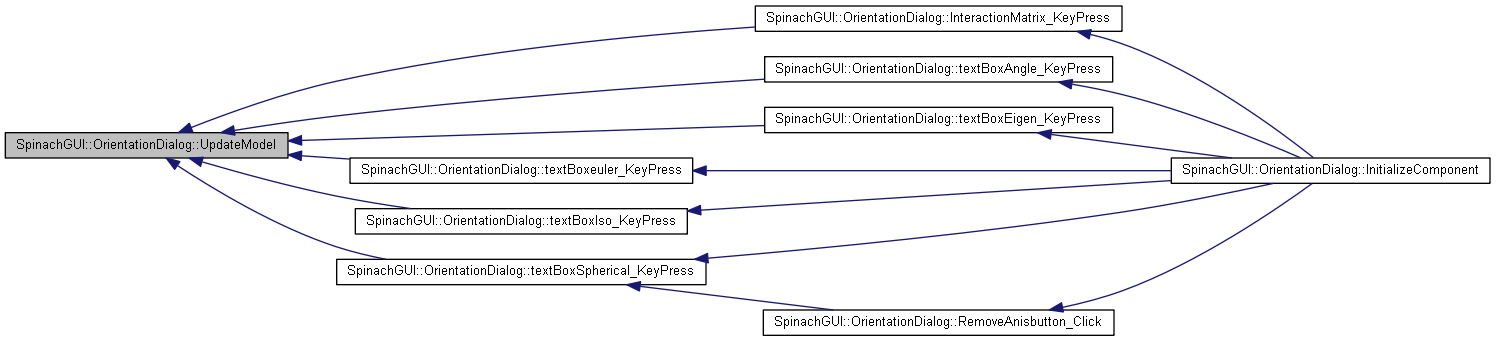 SpinachGUI::OrientationDialog::InteractionMatrix_KeyPress
SpinachGUI::OrientationDialog::textBoxAngle_KeyPress
SpinachGUI::OrientationDialog::textBoxEigen_KeyPress
SpinachGUI::OrientationDialog::UpdateModel
SpinachGUI::OrientationDialog::textBoxeuler_KeyPress
SpinachGUI::OrientationDialog::InitializeComponent
SpinachGUI::OrientationDialog::textBoxIso_KeyPress
SpinachGUI::OrientationDialog::textBoxSpherical_KeyPress
SpinachGUI::OrientationDialog::RemoveAnisbutton_Click